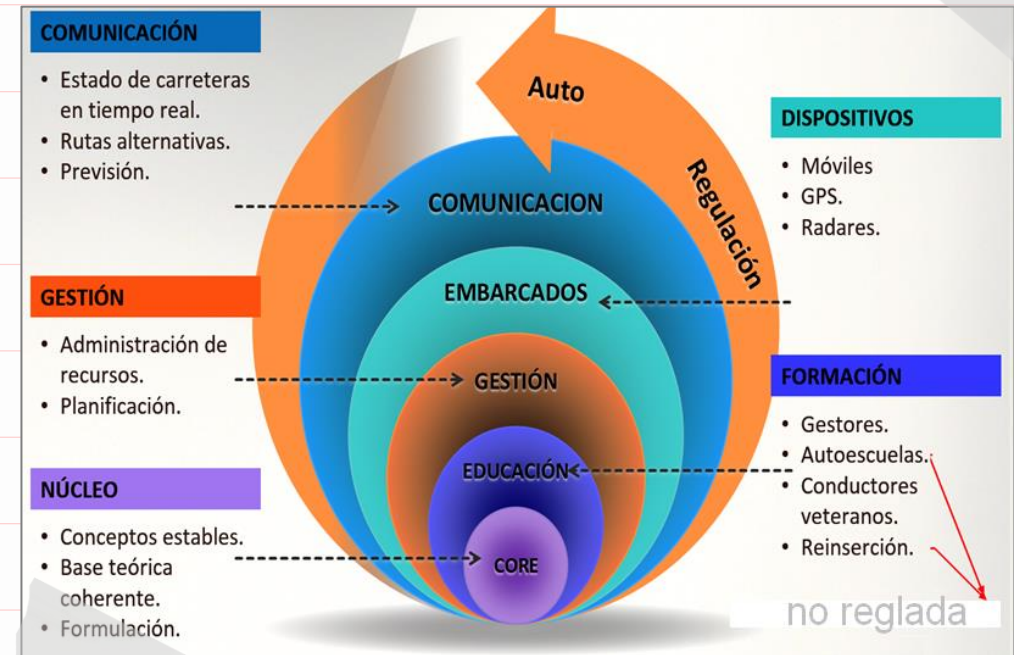 COMUNICACIÓN
• Estado de carreteras
en tiempo real.
• Rutas alternativas.
• Previsión.
GESTIÓN
• Administración de
recursos.
• Planificación.
NÚCLEO
• Conceptos estables.
• Base teórica
coherente.
• Formulación.
Auto
Regulación
COMUNICACION
EMBARCADOS
GESTIÓN
EDUCACIÓN
CORE
DISPOSITIVOS
• Móviles
• GPS.
• Radares.
FORMACIÓN
• Gestores.
• Autoescuelas.
• Conductores
veteranos.
• Reinserción.
no reglada